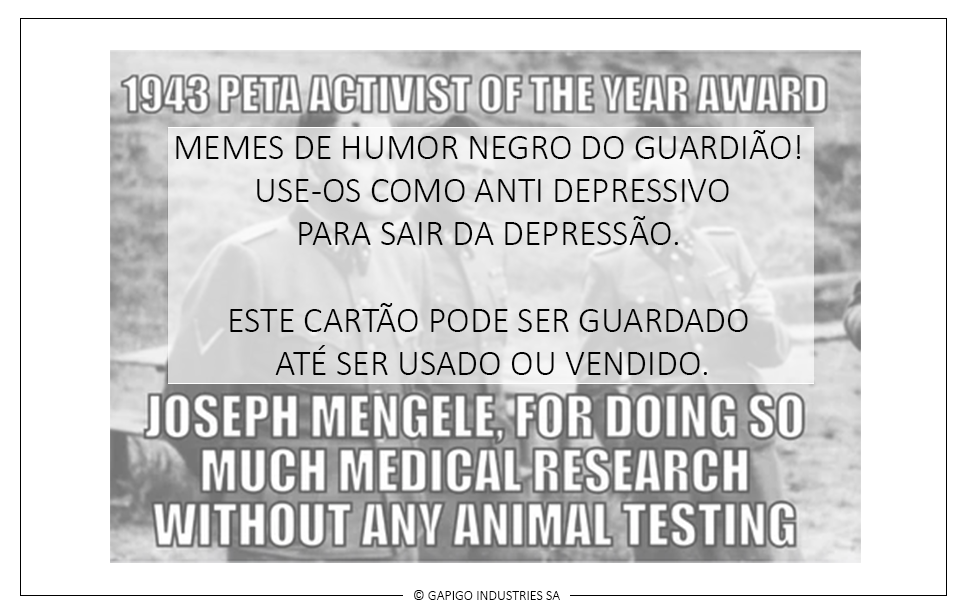 1943 PETA ACTIVIST OF THE YEAR AWARD
MEMES DE HUMOR NEGRO DO GUARDIÃO!
USE-OS COMO ANTI DEPRESSIVO
PARA SAIR DA DEPRESSÃO.
ESTE CARTÃO PODE SER GUARDADO
ATÉ SER USADO OU VENDIDO.
JOSEPH MENGELE, FOR DOING SO
MUCH MEDICAL RESEARCH
WITHOUT ANY ANIMAL TESTING
© GAPIGO INDUSTRIES SA